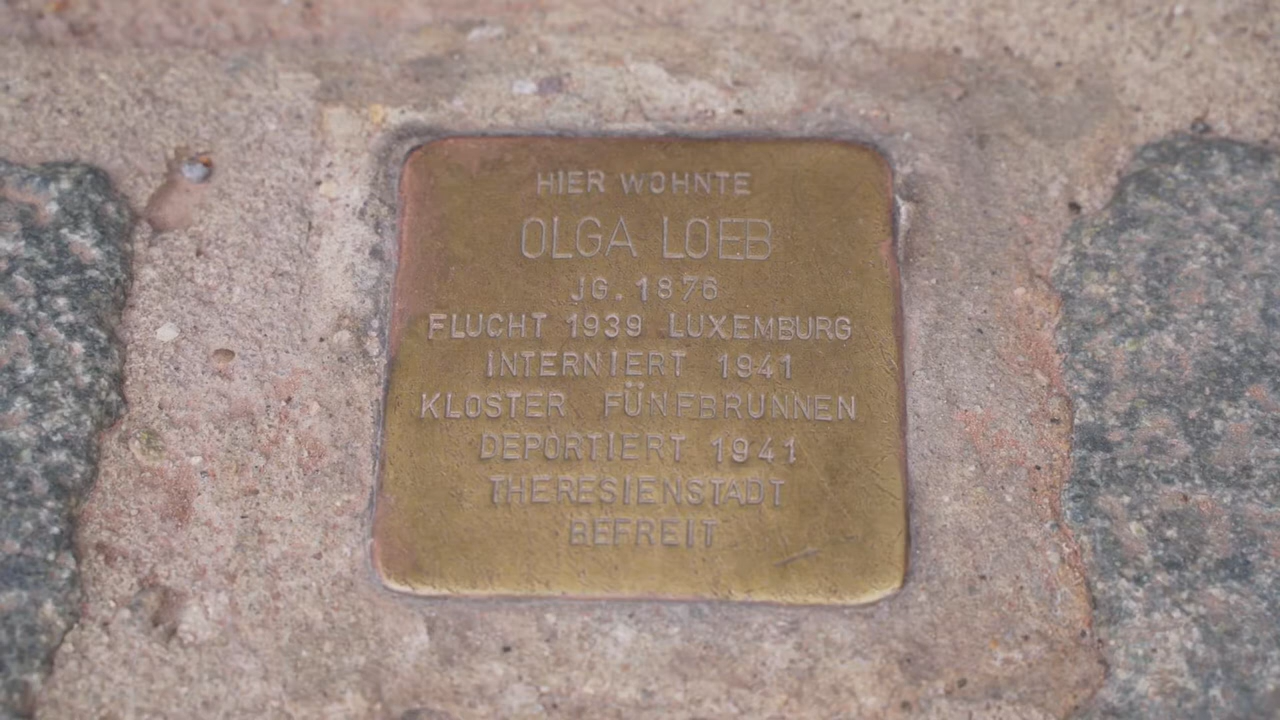 HIER WOHNTE
OLGA LOEB
JG. 1876
FLUCHT 1939 LUXEMBURG
INTERNIERT 1941
KLOSTER FÜNFBRUNNEN
DEPORTIERT 1941
THERESIENSTADT
BEFREIT